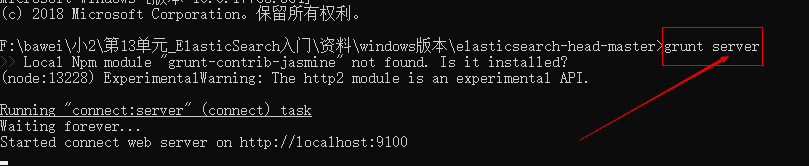 (c) 2018 Microsoft Corporation。保留所有权利。
F:\bawei\小2\第13单元_ElasticSearch入门\资料\windows版本\elasticsearch-head-master>grunt server
>> Local Npm module "grunt-contrib-jasmine" not found. Is it installed?
(node:13228) ExperimentalWarning: The http2 module is an experimental API.
Running "connect:server" (connect) task
Waiting forever...
Started connect web server on http://localhost:9100